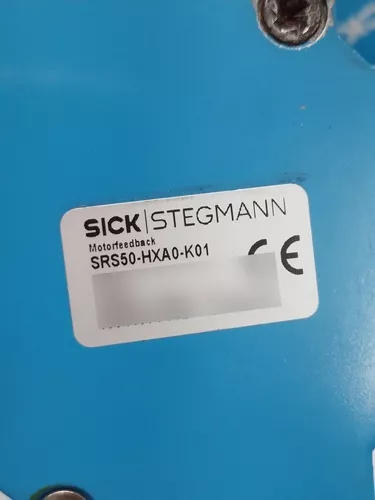 SICK|STEGMANN
Motorfeedback
SRS50-HXA0-K01
CE